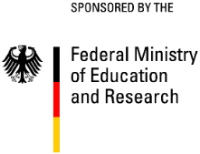 SPONSORED BY THE
Federal Ministry
of Education
and Research